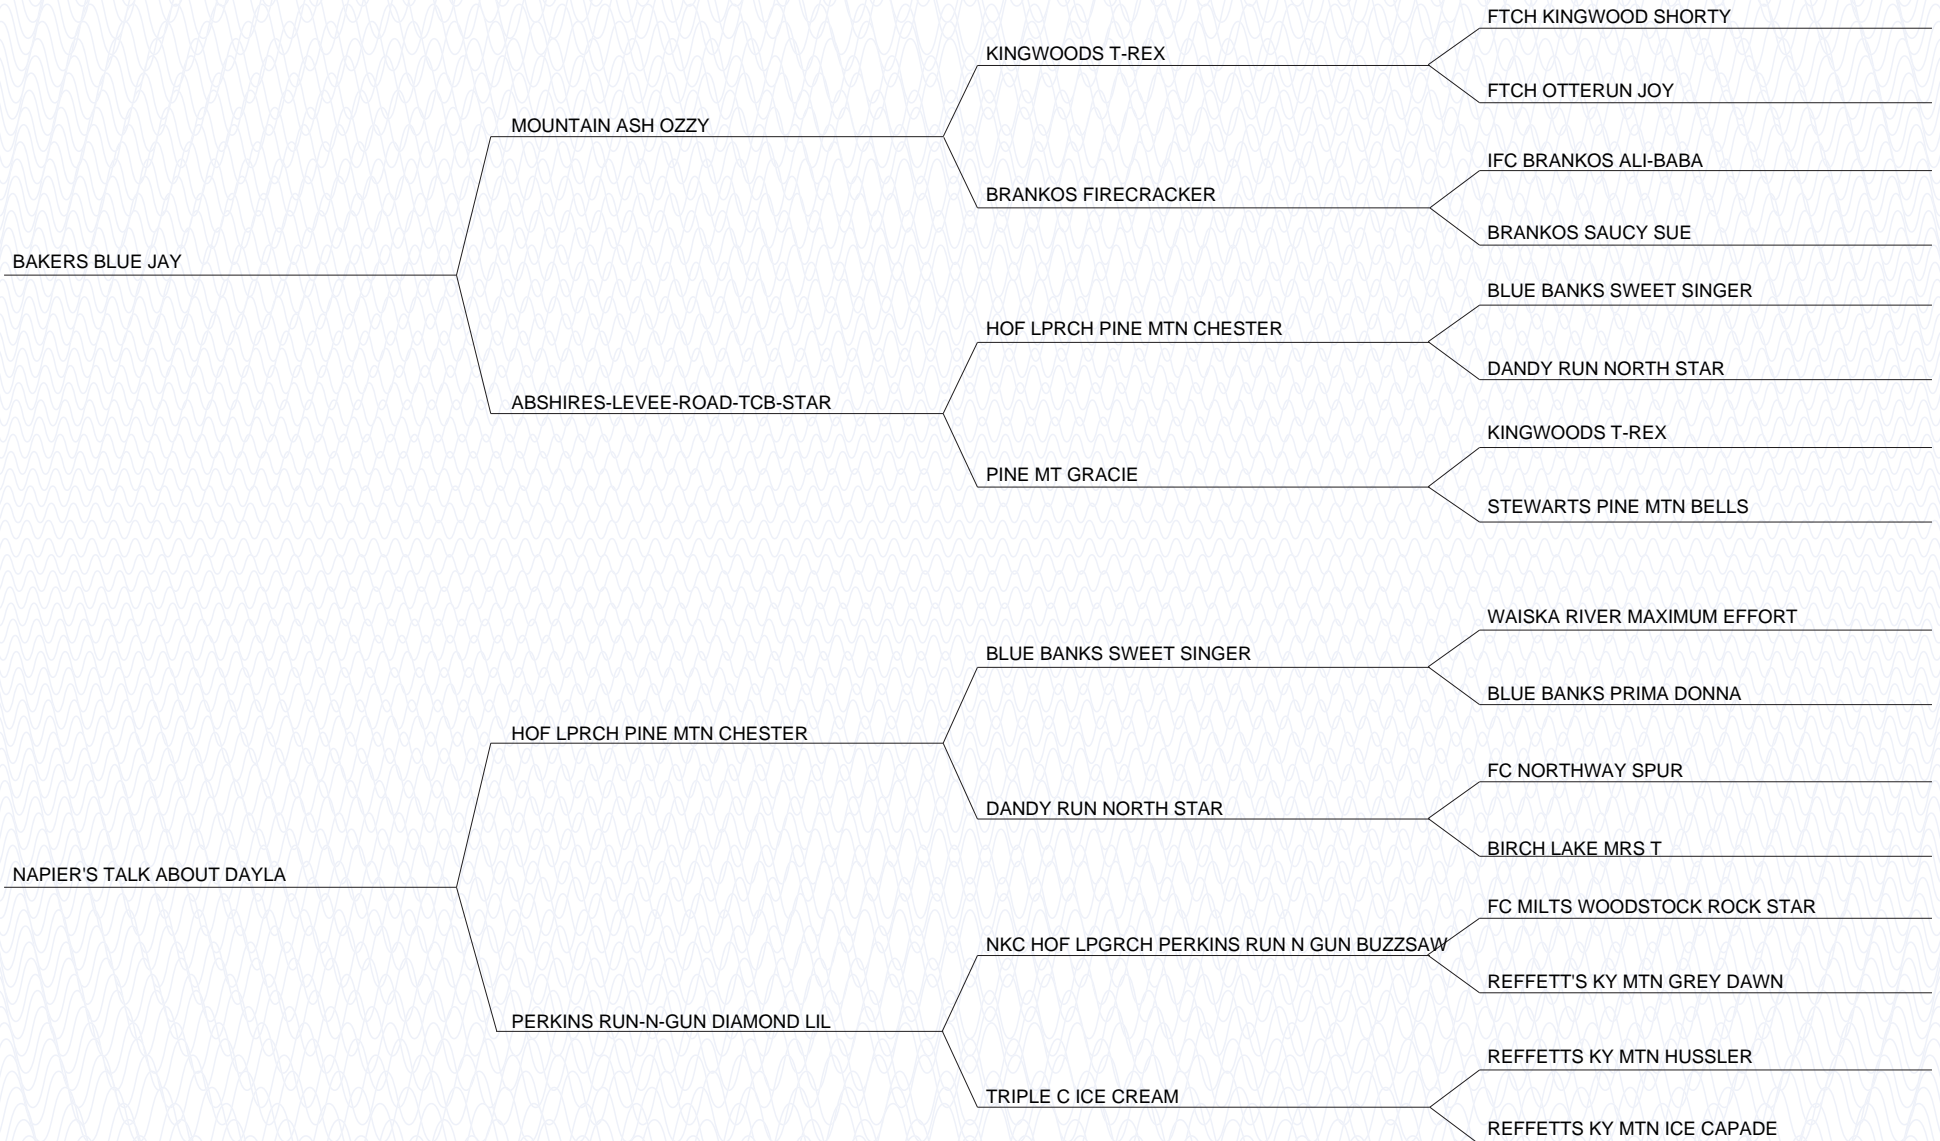 FTCH KINGWOOD SHORTY
KINGWOODS T-REX
FTCH OTTERUN JOY
MOUNTAIN ASH OZZY
IFC BRANKOS ALI-BABA
BRANKOS FIRECRACKER
BRANKOS SAUCY SUE
BAKERS BLUE JAY
BLUE BANKS SWEET SINGER
HOF LPRCH PINE MTN CHESTER
DANDY RUN NORTH STAR
ABSHIRES-LEVEE-ROAD-TCB-STAR
KINGWOODS T-REX
PINE MT GRACIE
STEWARTS PINE MTN BELLS
WAISKA RIVER MAXIMUM EFFORT
BLUE BANKS SWEET SINGER
BLUE BANKS PRIMA DONNA
HOF LPRCH PINE MTN CHESTER
FC NORTHWAY SPUR
DANDY RUN NORTH STAR
BIRCH LAKE MRS T
NAPIER'S TALK ABOUT DAYLA
FC MILTS WOODSTOCK ROCK STAR
NKC HOF LPGRCH PERKINS RUN N GUN BUZZSAW
REFFETT'S KY MTN GREY DAWN
PERKINS RUN-N-GUN DIAMOND LIL
REFFETTS KY MTN HUSSLER
TRIPLE C ICE CREAM
REFFETTS KY MTN ICE CAPADE